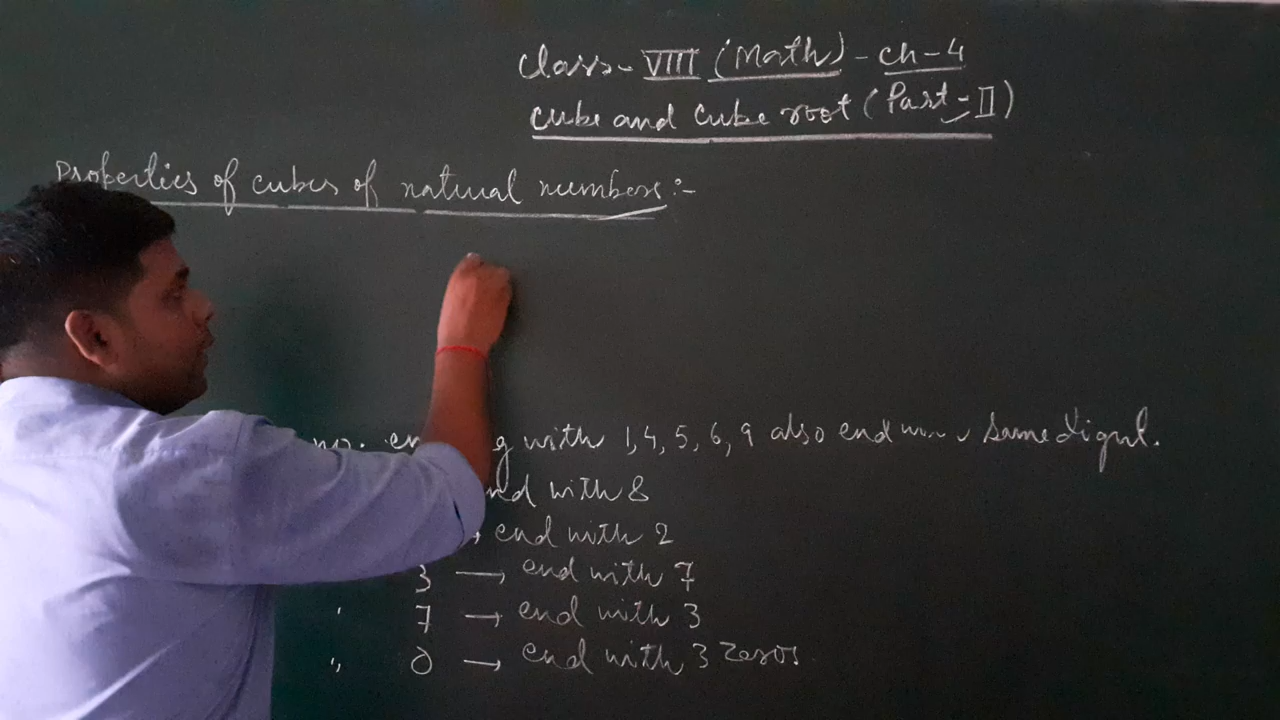 Class - VIII (Math) - ch-4
cube and cube root (Part-II)
Properties of cubes of natural numbers:-
no. en g with 1, 4, 5, 6, 9 also end same digit.
nd with 8
→ end with 2
3 → end with 7
" 7 → end with 3
" 0 → end with 3 zeros